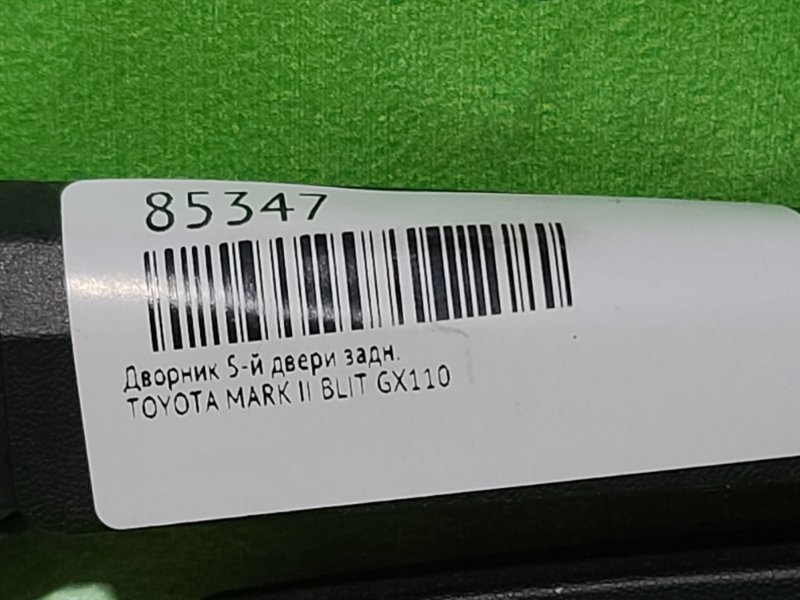 85347
Дворник 5-й двери задн.
TOYOTA MARK II BLIT GX110